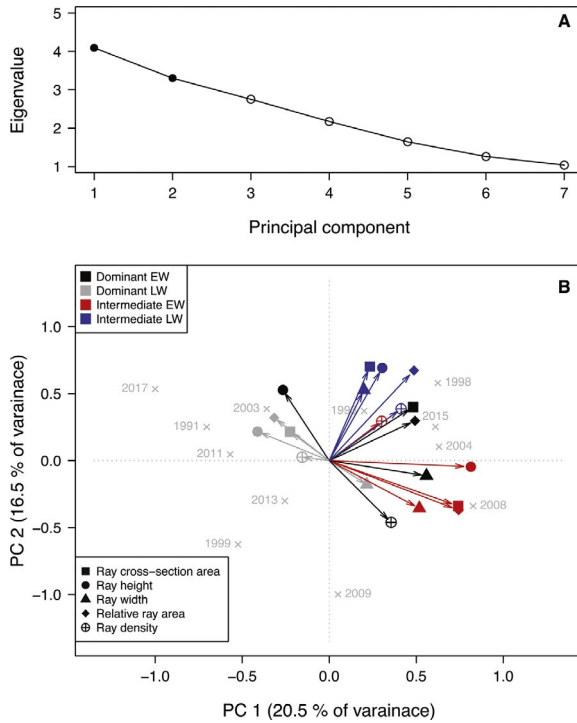 A
5
4
3
2
1
Eigenvalue
1 2 3 4 5 6 7
Principal component
B
Dominant EW
Dominant LW
Intermediate EW
Intermediate LW
1.0
0.5
0.0
−0.5
−1.0
PC 2 (16.5 % of varainace)
2017
1991
2003
2011
2013
1999
2009
1998
2015
2004
2008
Ray cross−section area
Ray height
Ray width
Relative ray area
Ray density
−1.0 −0.5 0.0 0.5 1.0
PC 1 (20.5 % of varainace)